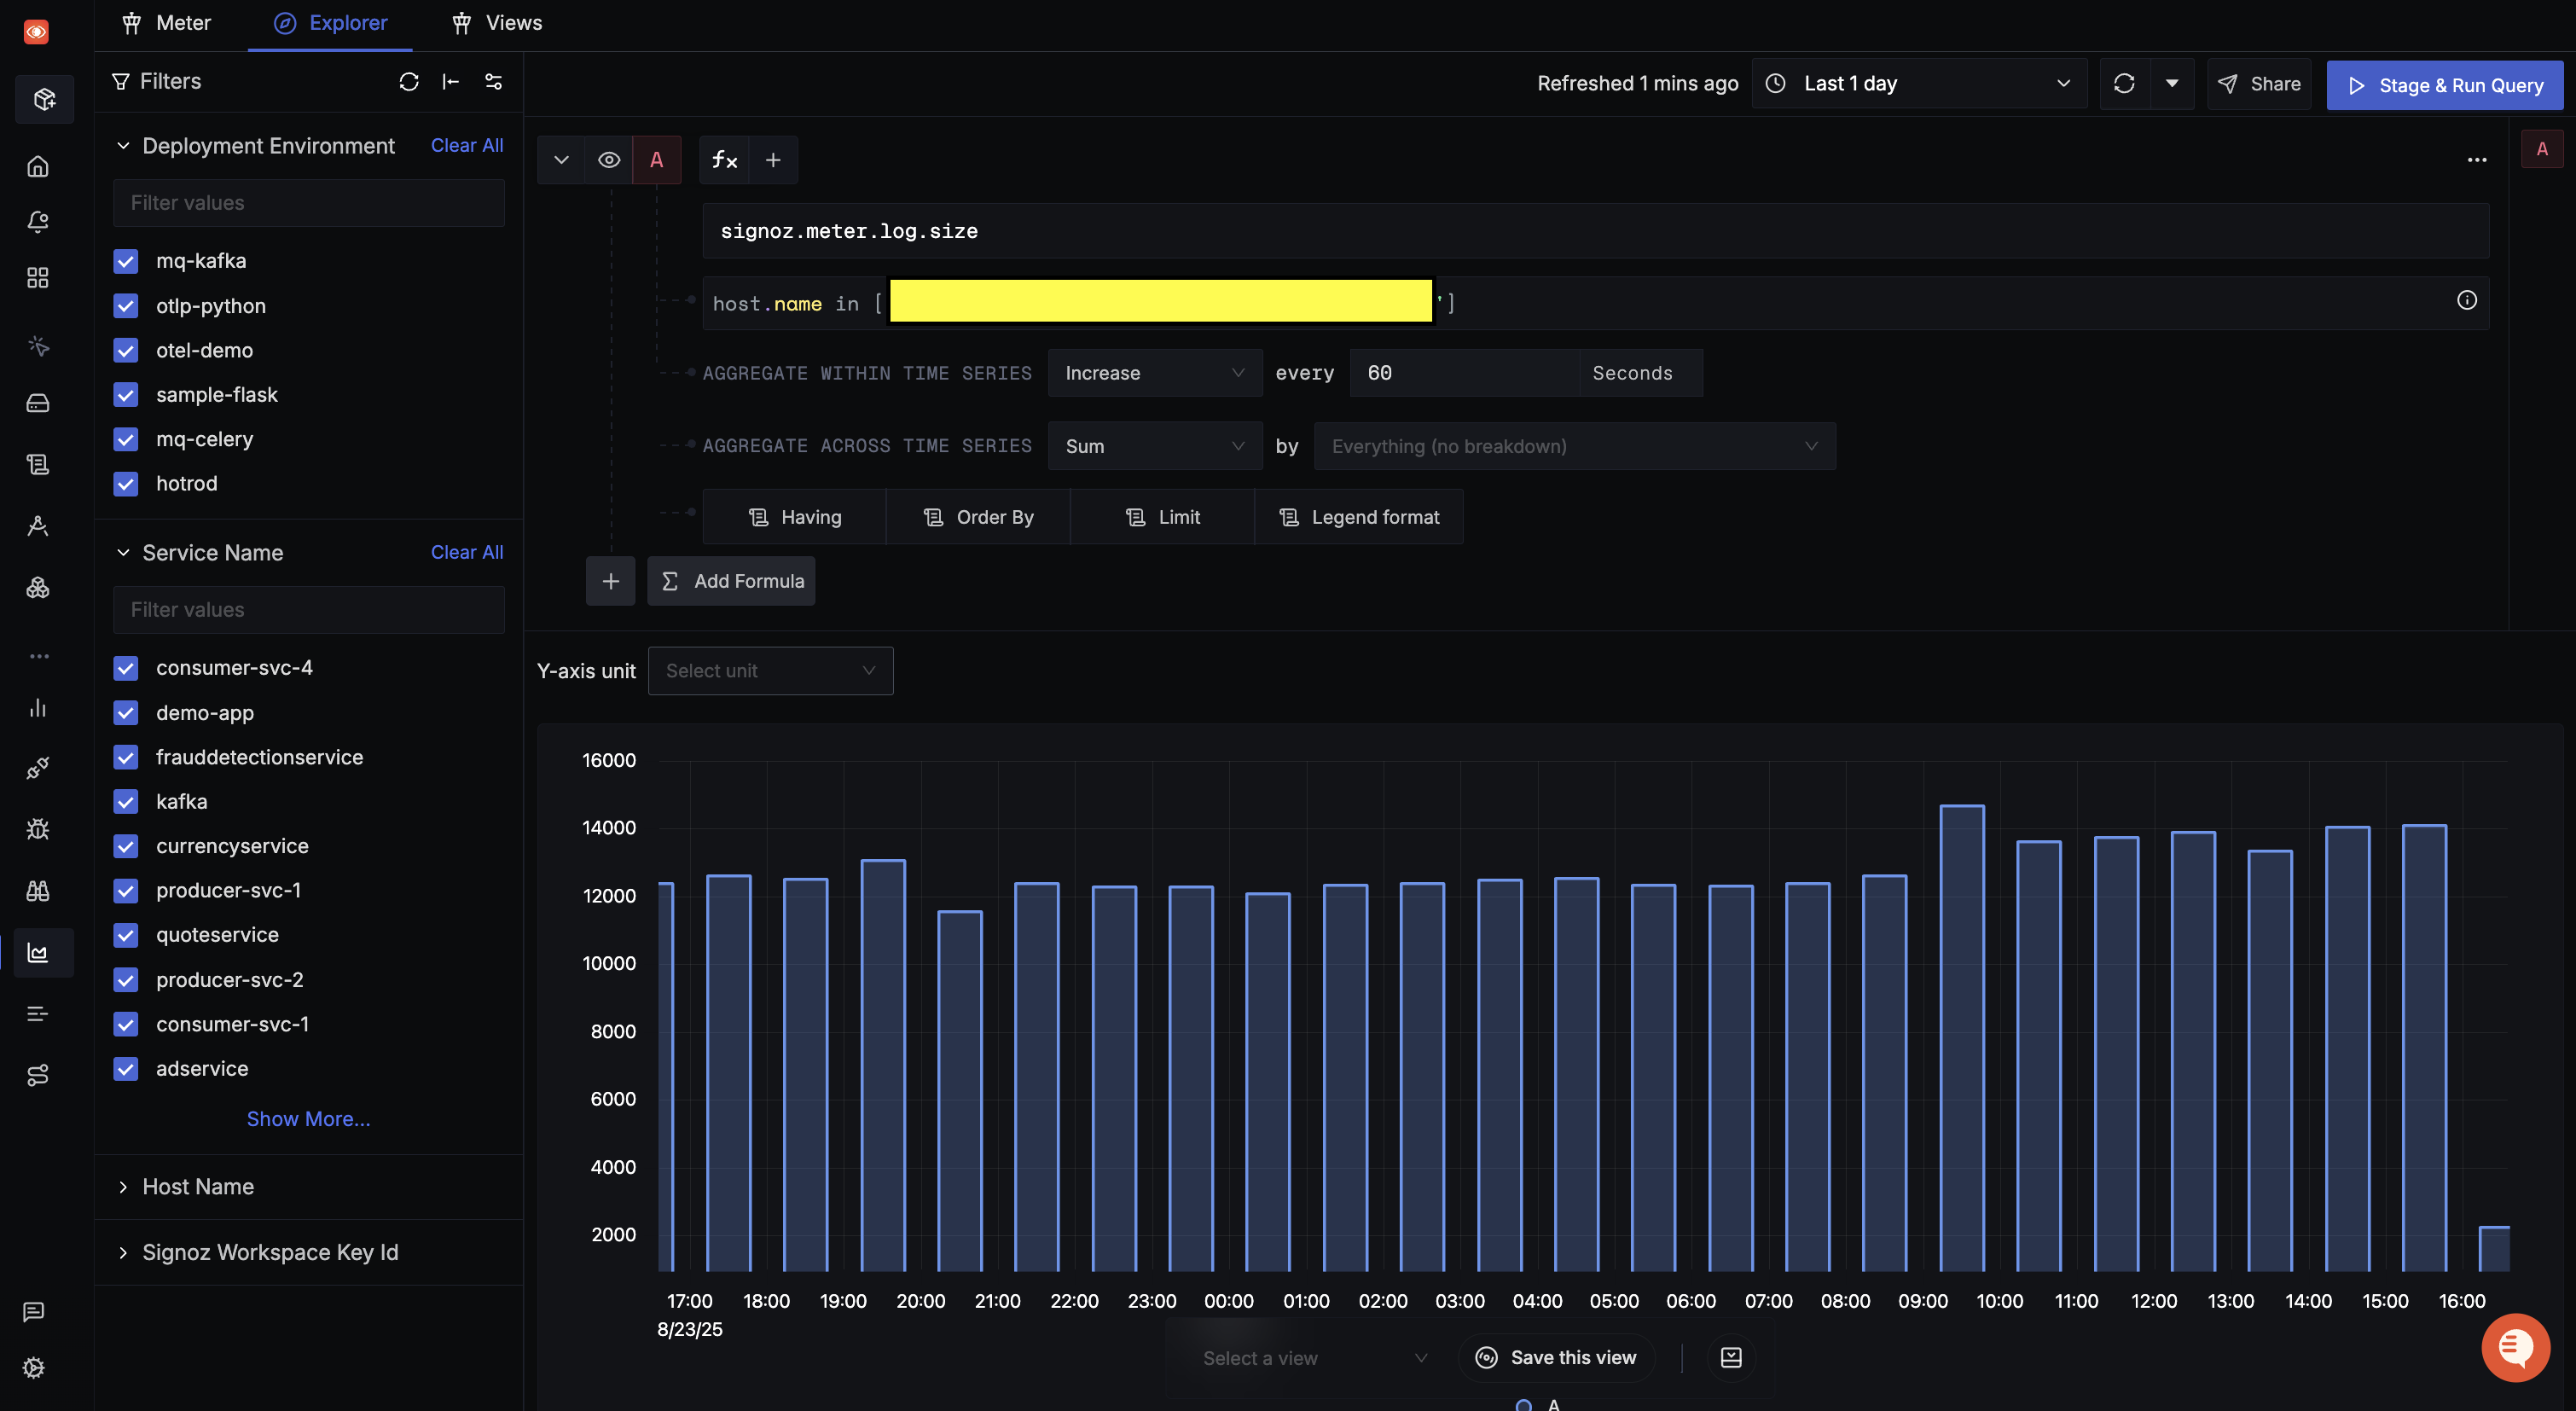 Meter
Explorer
Views
Filters
Refreshed 1 mins ago
Last 1 day
Share
Stage & Run Query
Deployment Environment
Clear All
Filter values
mq-kafka
otlp-python
otel-demo
sample-flask
mq-celery
hotrod
Service Name
Clear All
Filter values
consumer-svc-4
demo-app
frauddetectionservice
kafka
currencyservice
producer-svc-1
quoteservice
producer-svc-2
consumer-svc-1
adservice
Show More...
Host Name
Signoz Workspace Key Id
A
fx
A
signoz.meter.log.size
host.name in [ ']
AGGREGATE WITHIN TIME SERIES Increase every 60 Seconds
AGGREGATE ACROSS TIME SERIES Sum by Everything (no breakdown)
Having Order By Limit Legend format
Add Formula
Y-axis unit Select unit
16000
14000
12000
10000
8000
6000
4000
2000
17:00 18:00 19:00 20:00 21:00 22:00 23:00 00:00 01:00 02:00 03:00 04:00 05:00 06:00 07:00 08:00 09:00 10:00 11:00 12:00 13:00 14:00 15:00 16:00
8/23/25
Select a view
Save this view
A